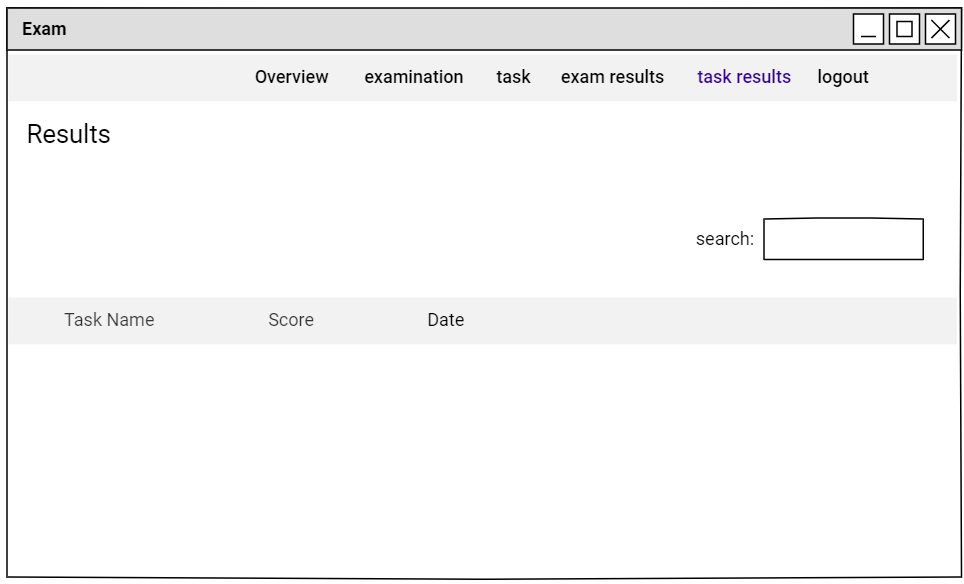 Exam
Overview examination task exam results task results logout
Results
search:
Task Name Score Date